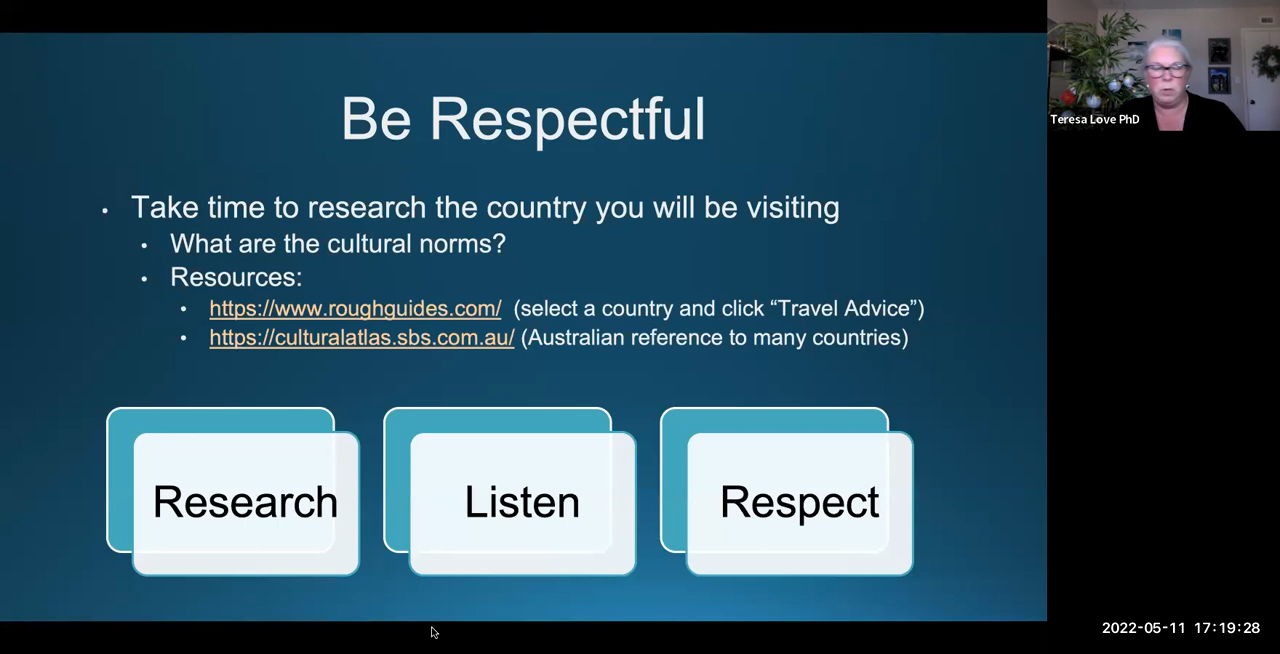 Be Respectful
• Take time to research the country you will be visiting
• What are the cultural norms?
• Resources:
• https://www.roughguides.com/ (select a country and click “Travel Advice”)
• https://culturalatlas.sbs.com.au/ (Australian reference to many countries)
Research
Listen
Respect
Teresa Love PhD
2022-05-11 17:19:28